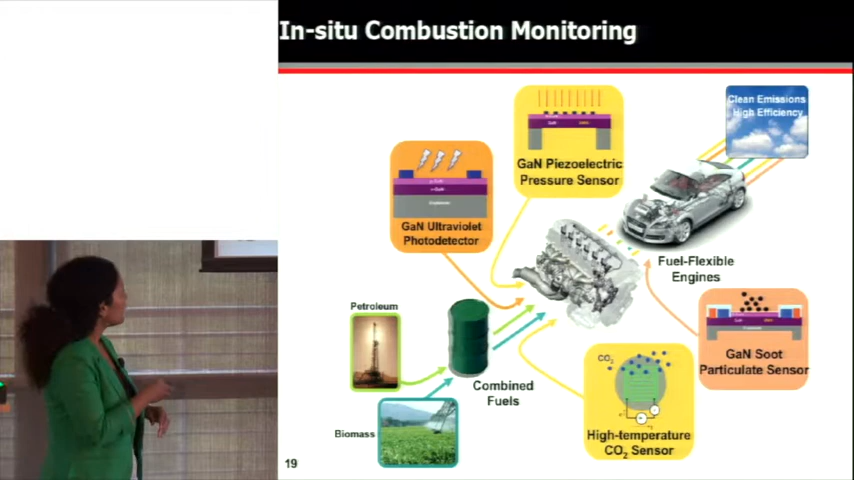 In-situ Combustion Monitoring
Clean Emissions
High Efficiency
GaN Piezoelectric
Pressure Sensor
GaN Ultraviolet
Photodetector
Fuel-Flexible
Engines
Petroleum
GaN Soot
Particulate Sensor
Combined
Fuels
CO2
Biomass
High-temperature
CO2 Sensor
19